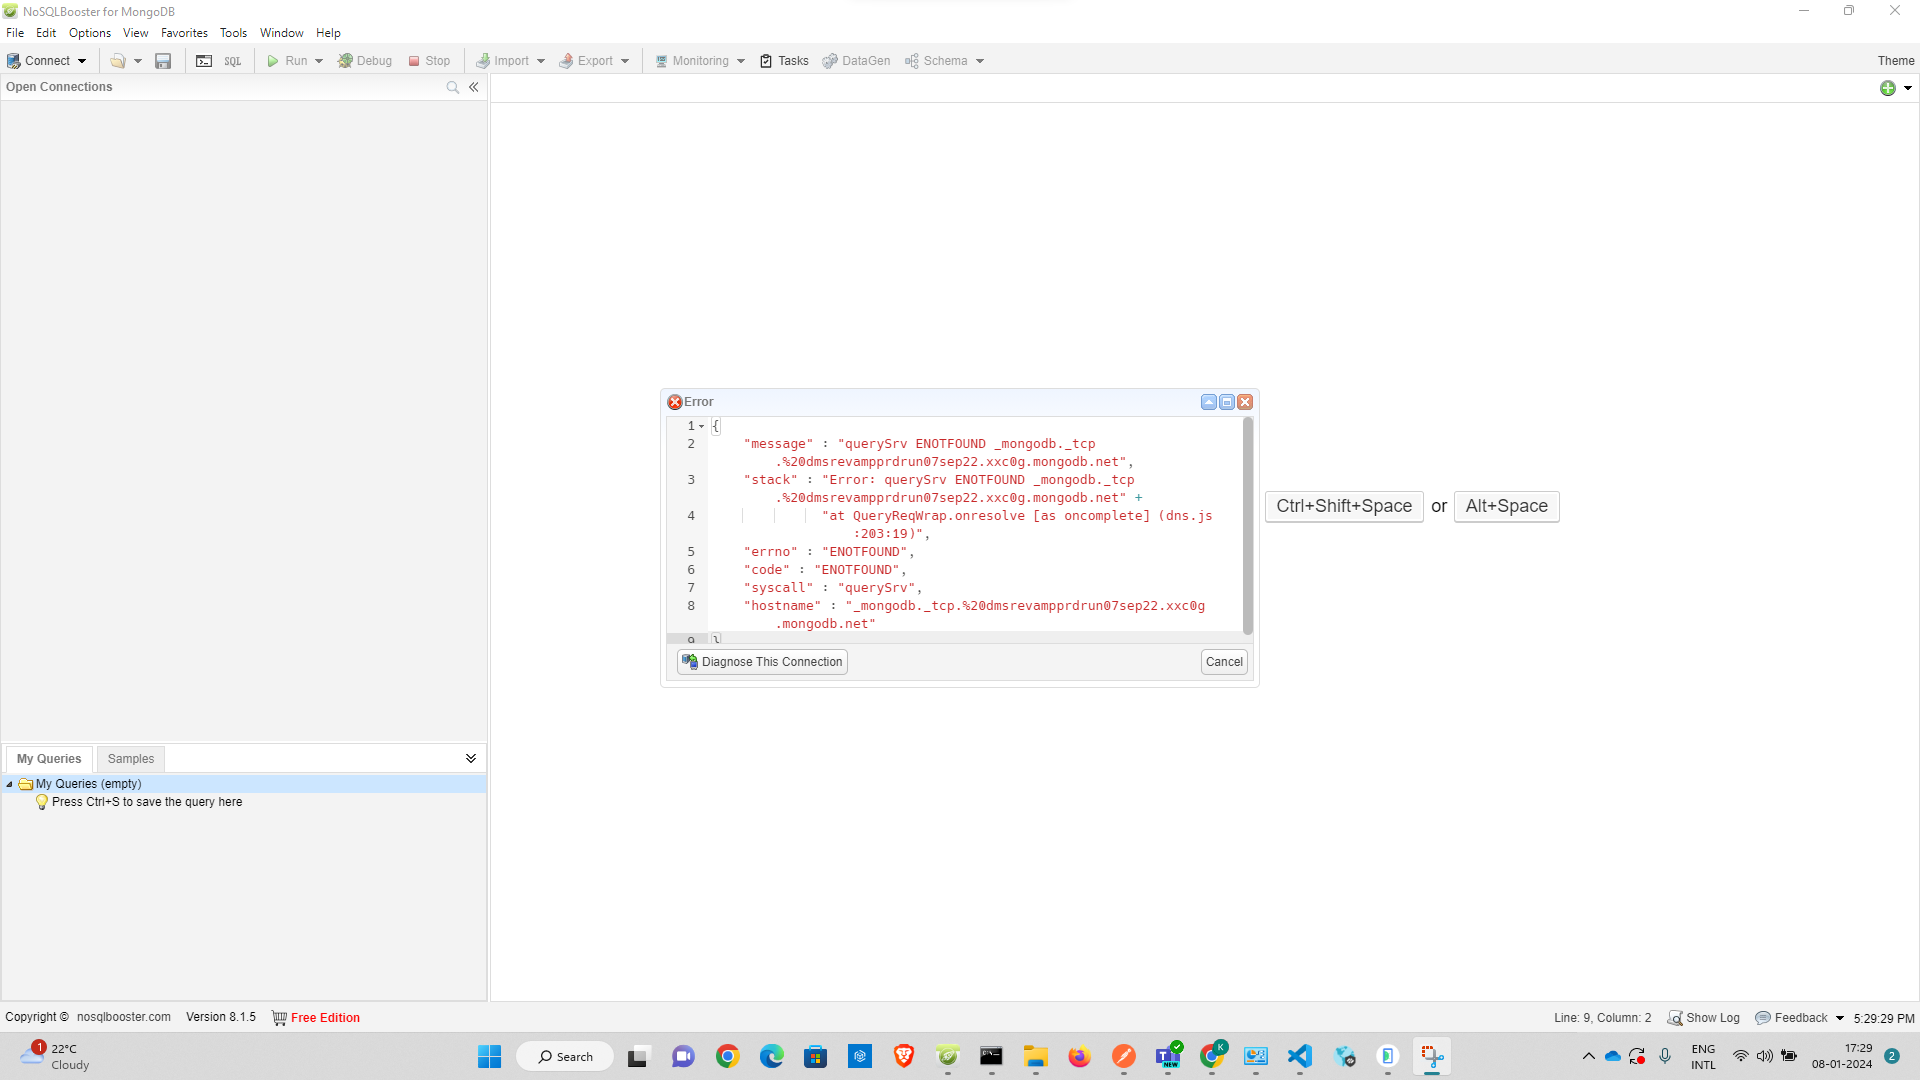 NoSQLBooster for MongoDB
File Edit Options View Favorites Tools Window Help
Connect SQL Run Debug Stop Import Export Monitoring Tasks DataGen Schema Theme
Open Connections
Error
1 {
2 "message" : "querySrv ENOTFOUND _mongodb._tcp
.%20dmsrevampprdrun07sep22.xxc0g.mongodb.net",
3 "stack" : "Error: querySrv ENOTFOUND _mongodb._tcp
.%20dmsrevampprdrun07sep22.xxc0g.mongodb.net" +
4 "at QueryReqWrap.onresolve [as oncomplete] (dns.js
:203:19)",
5 "errno" : "ENOTFOUND",
6 "code" : "ENOTFOUND",
7 "syscall" : "querySrv",
8 "hostname" : "_mongodb._tcp.%20dmsrevampprdrun07sep22.xxc0g
.mongodb.net"
9 }
Diagnose This Connection Cancel
Ctrl+Shift+Space or Alt+Space
My Queries Samples
My Queries (empty)
Press Ctrl+S to save the query here
Copyright © nosqlbooster.com Version 8.1.5 Free Edition Line: 9, Column: 2 Show Log Feedback 5:29:29 PM
1 22°C
Cloudy
Search
NEW
K
ENG
INTL
17:29
08-01-2024
2